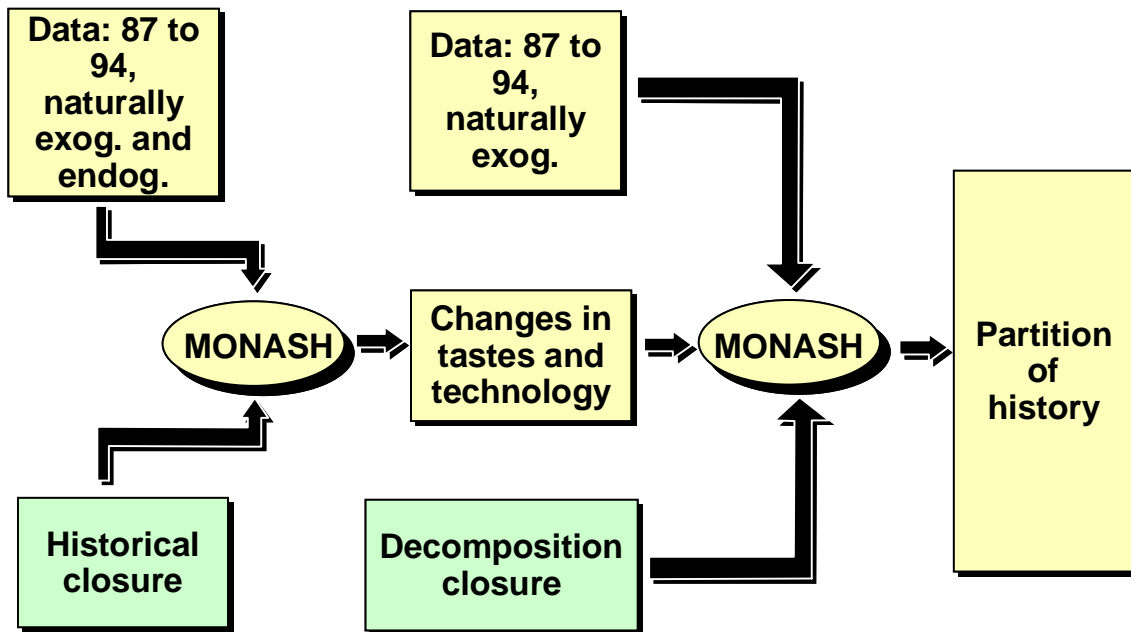 Data: 87 to
94,
naturally
exog. and
endog.
Data: 87 to
94,
naturally
exog.
MONASH
Changes in
tastes and
technology
MONASH
Partition
of
history
Historical
closure
Decomposition
closure